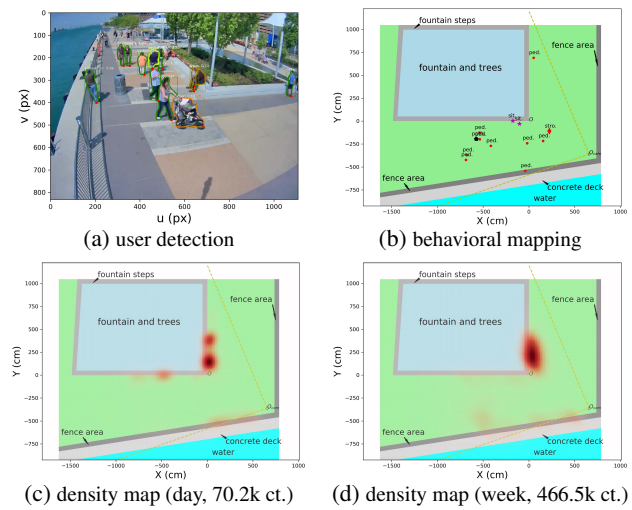 0
100
200
300
400
500
600
700
800
v (px)
0
200
400
600
800
1000
u (px)
(a) user detection
1000
750
500
250
0
−250
−500
−750
Y (cm)
fountain steps
fence area
fountain and trees
ped.
sit.
sit.
O
ped.
stro.
ped.
ped.
ped.
ped.
ped.
ped.
fence area
concrete deck
water
−1500
−1000
−500
0
500
X (cm)
(b) behavioral mapping
1000
750
500
250
0
−250
−500
−750
Y (cm)
fountain steps
fence area
fountain and trees
O
fence area
concrete deck
water
−1500
−1000
−500
0
500
1000
X (cm)
(c) density map (day, 70.2k ct.)
1000
750
500
250
0
−250
−500
−750
Y (cm)
fountain steps
fence area
fountain and trees
O
fence area
concrete deck
water
−1500
−1000
−500
0
500
1000
X (cm)
(d) density map (week, 466.5k ct.)